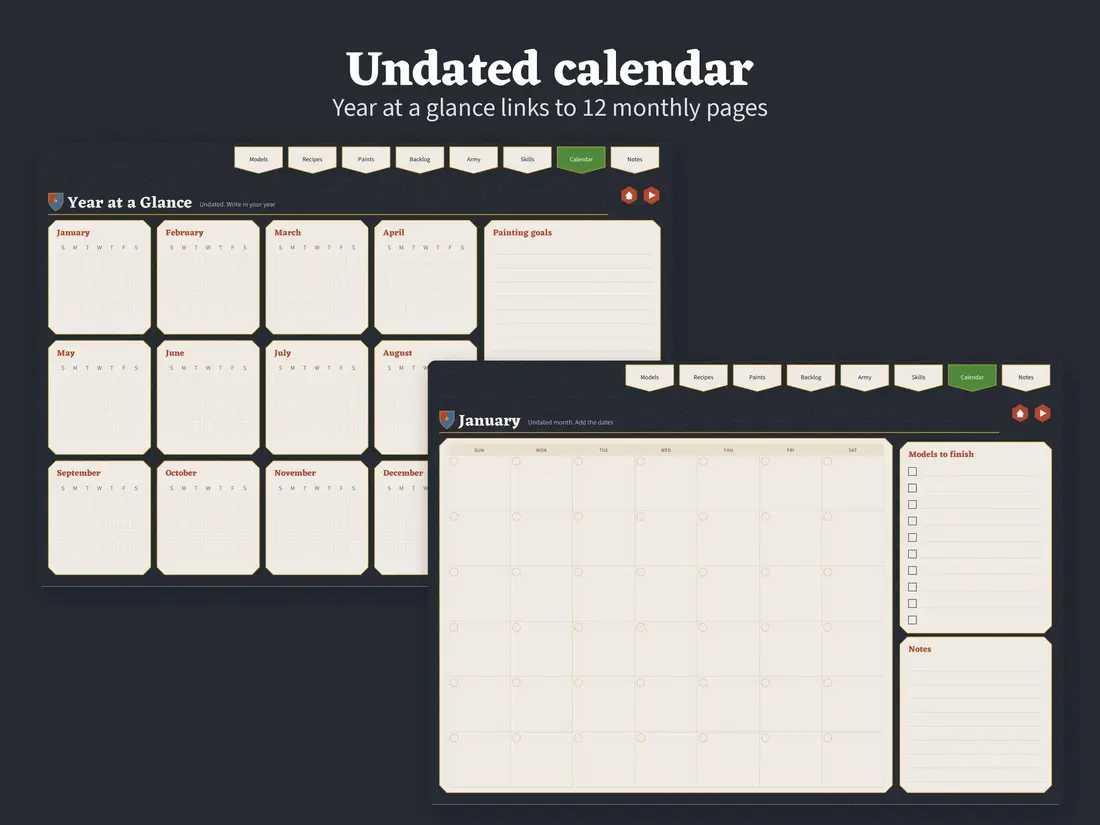 Undated calendar
Year at a glance links to 12 monthly pages
Models Recipes Paints Backlog Army Skills Calendar Notes
Year at a Glance Undated. Write in your year
January February March April Painting goals
S M T W T F S S M T W T F S S M T W T F S S M T W T F S
May June July August
S M T W T F S S M T W T F S S M T W T F S S M T W
September October November December
S M T W T F S S M T W T F S S M T W T F S S M T W
Models Recipes Paints Backlog Army Skills Calendar Notes
January Undated month. Add the dates
SUN MON TUE WED THU FRI SAT
Models to finish
Notes